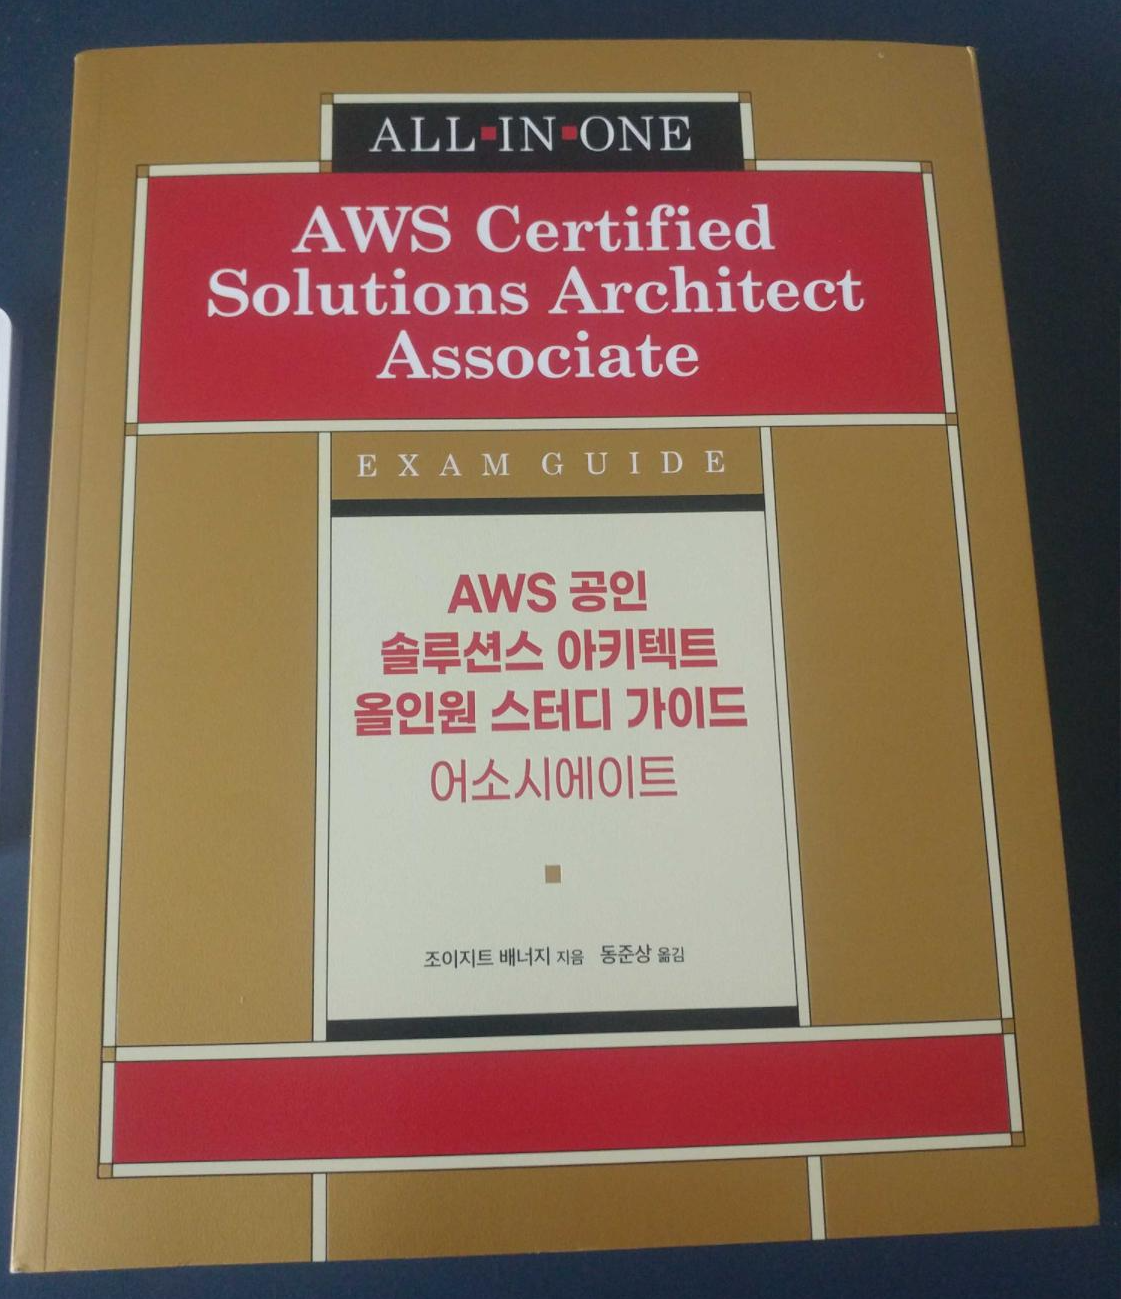 ALL▪IN▪ONE
AWS Certified
Solutions Architect
Associate
EXAM GUIDE
AWS 공인
솔루션스 아키텍트
올인원 스터디 가이드
어소시에이트
조이지트 배너지 지음 동준상 옮김